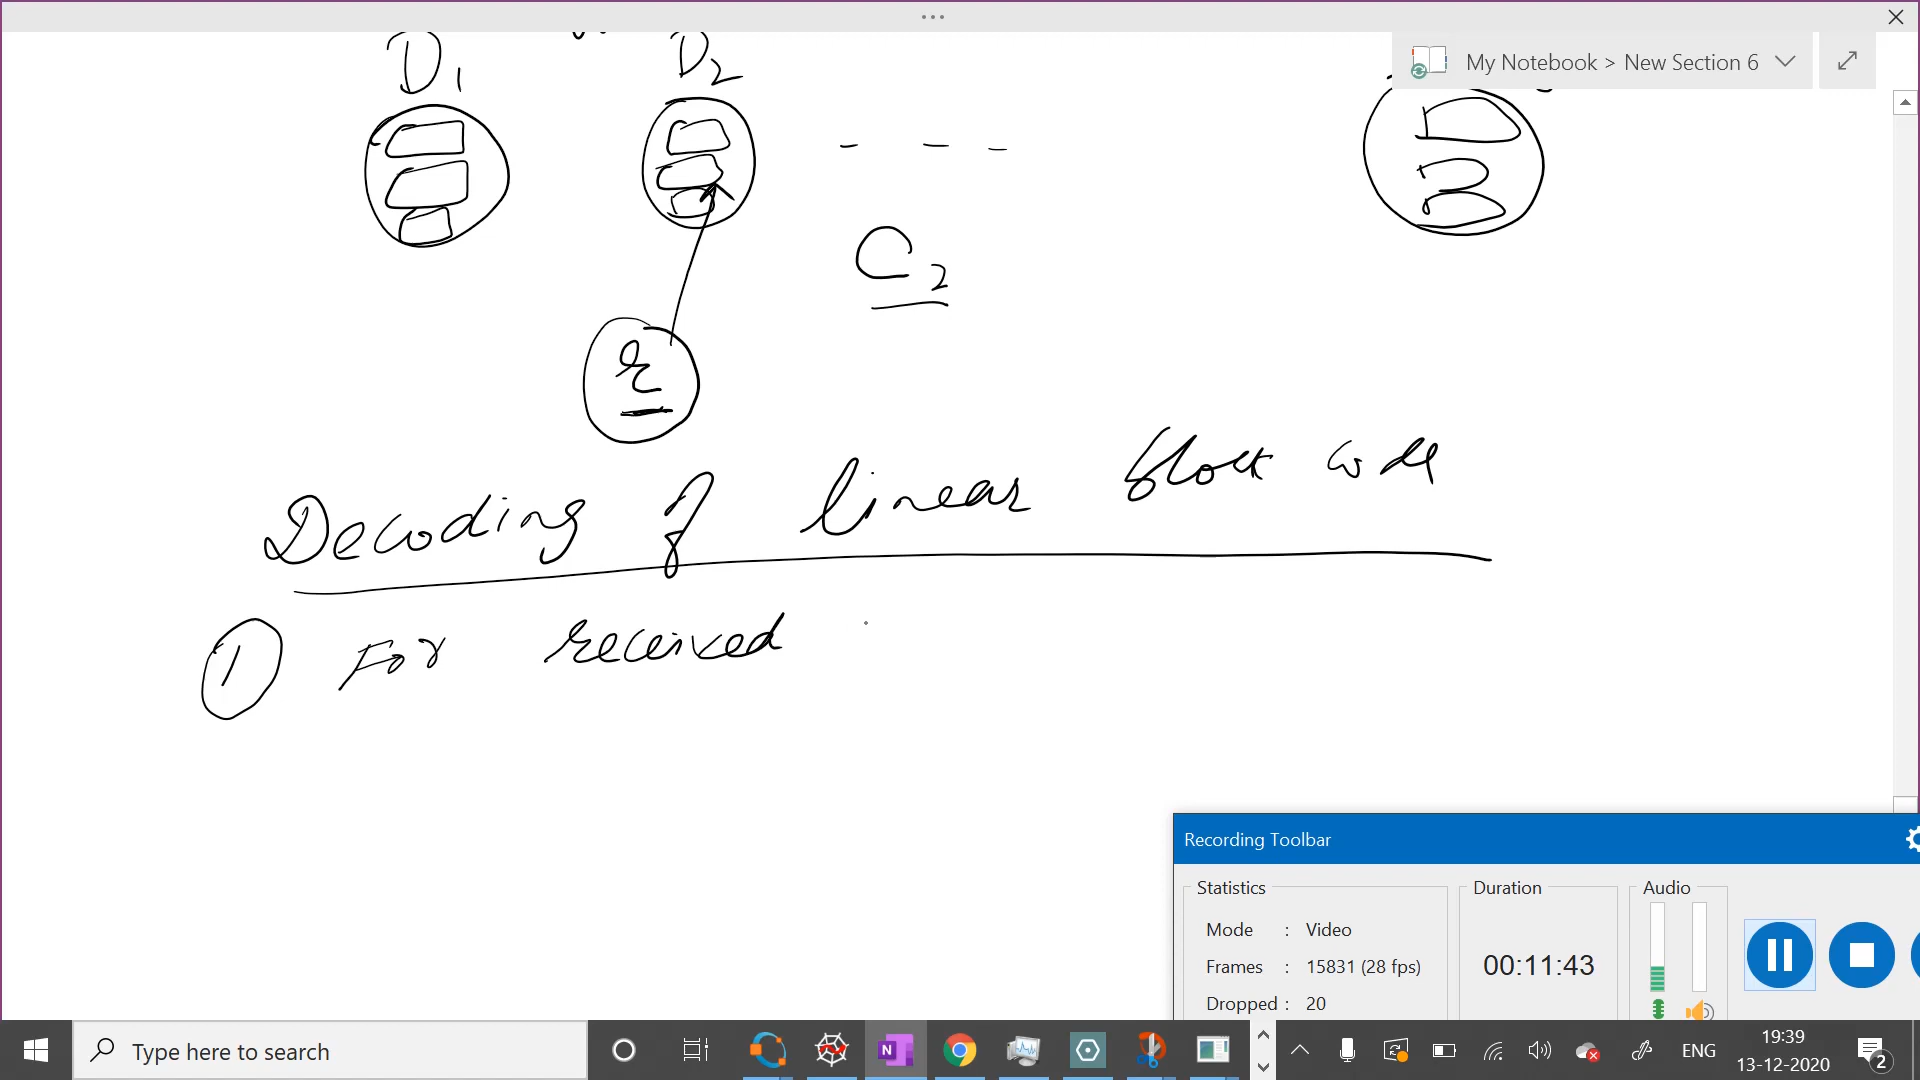 My Notebook > New Section 6
D1 D2
C2
r
Decoding of linear block code
1 For received
Recording Toolbar
Statistics
Duration
Audio
Mode : Video
Frames : 15831 (28 fps)
00:11:43
Dropped : 20
Type here to search
ENG
19:39
13-12-2020
2